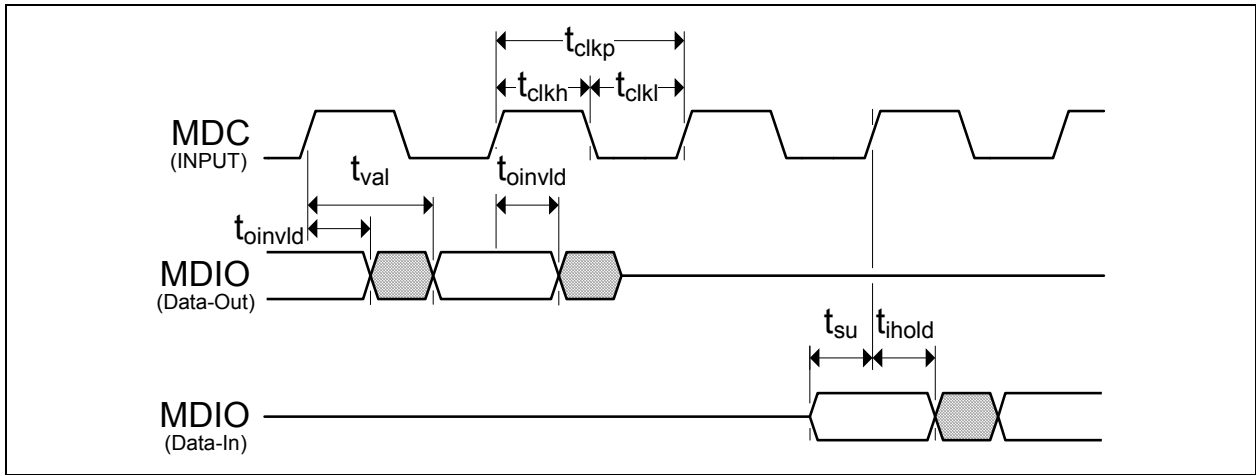 tclkp
tclkh tclkl
MDC
(INPUT)
tval toinvld
toinvld
MDIO
(Data-Out)
tsu tihold
MDIO
(Data-In)